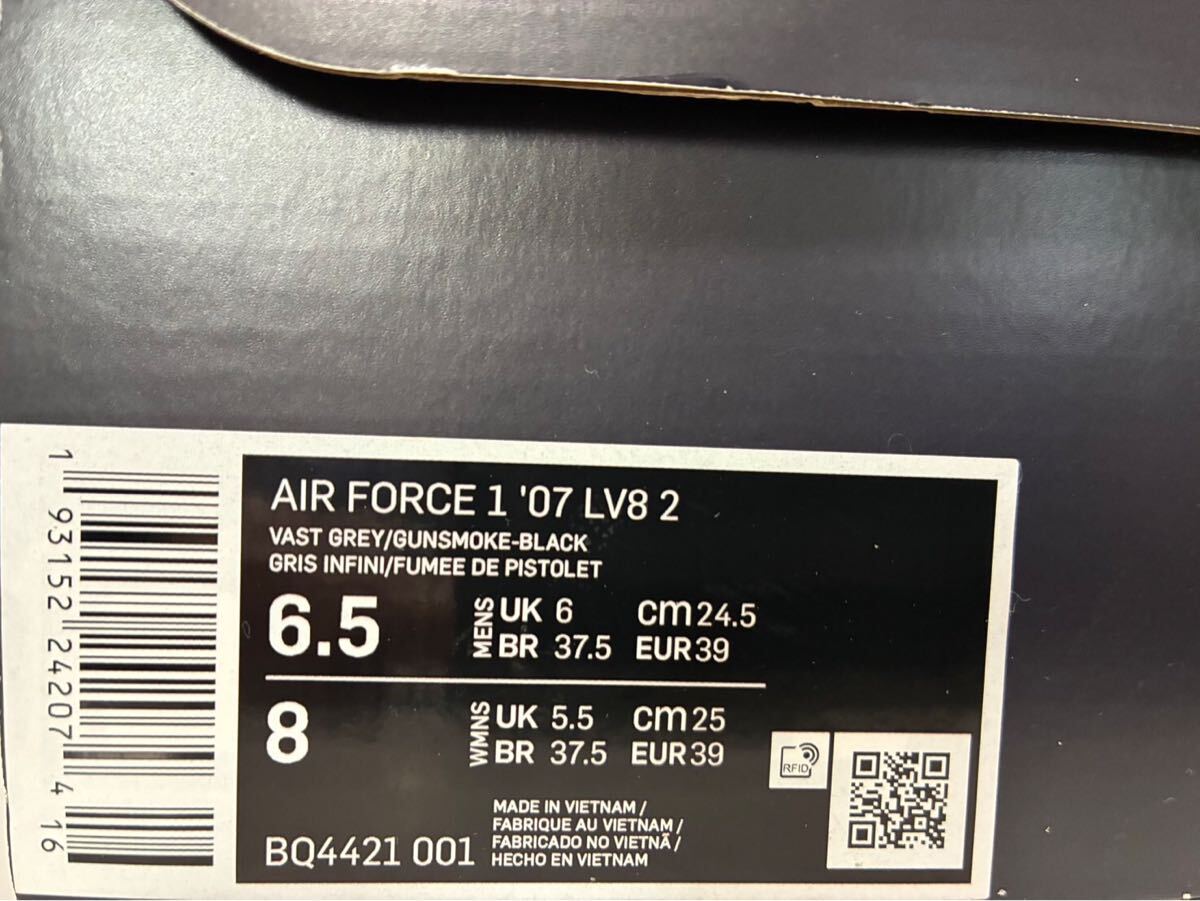 AIR FORCE 1 '07 LV8 2
VAST GREY/GUNSMOKE-BLACK
GRIS INFINI/FUMEE DE PISTOLET
6.5 MENS UK 6 cm 24.5
BR 37.5 EUR 39
8 WMNS UK 5.5 cm 25
BR 37.5 EUR 39
RFID
BQ4421 001
MADE IN VIETNAM /
FABRIQUE AU VIETNAM /
FABRICADO NO VIETNÃ /
HECHO EN VIETNAM
1 93152 24207 4 16